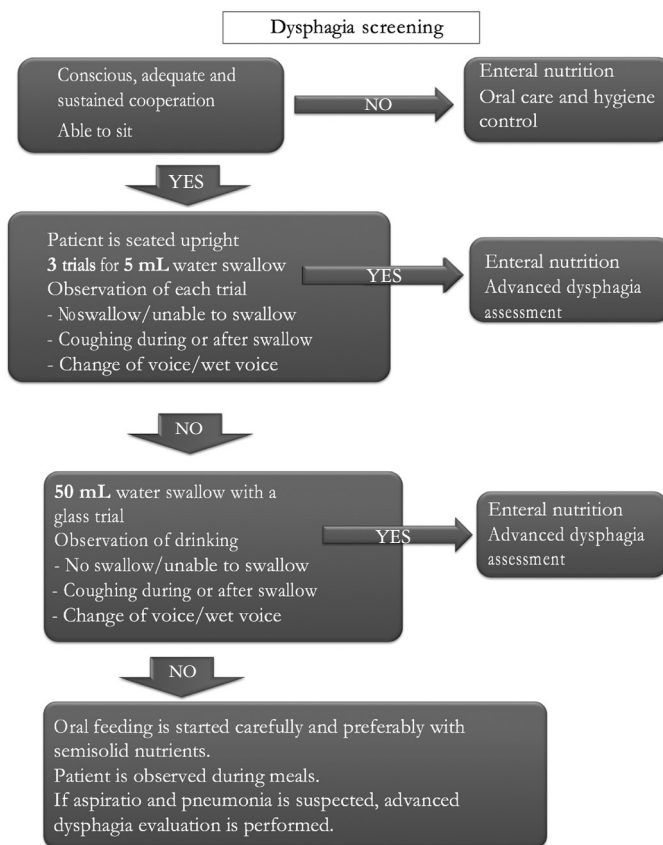 Dysphagia screening
Conscious, adequate and
sustained cooperation
Able to sit
NO
Enteral nutrition
Oral care and hygiene
control
YES
Patient is seated upright
3 trials for 5 mL water swallow
Observation of each trial
- Noswallow/unable to swallow
- Coughing during or after swallow
- Change of voice/wet voice
YES
Enteral nutrition
Advanced dysphagia
assessment
NO
50 mL water swallow with a
glass trial
Observation of drinking
- No swallow/unable to swallow
- Coughing during or after swallow
- Change of voice/wet voice
YES
Enteral nutrition
Advanced dysphagia
assessment
NO
Oral feeding is started carefully and preferably with
semisolid nutrients.
Patient is observed during meals.
If aspiratio and pneumonia is suspected, advanced
dysphagia evaluation is performed.